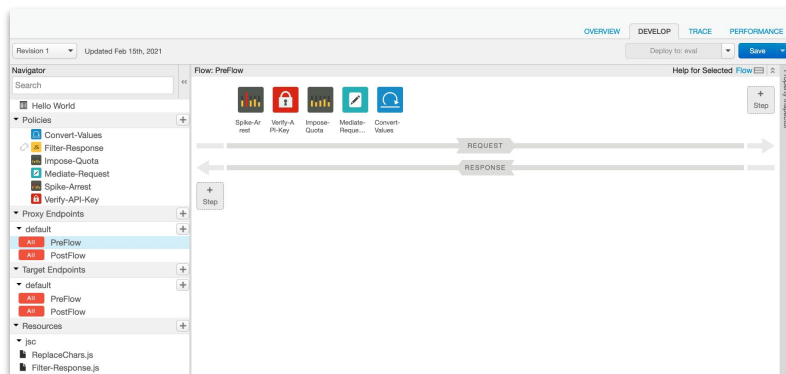 OVERVIEW DEVELOP TRACE PERFORMANCE
Revision 1 Updated Feb 15th, 2021 Deploy to: eval Save
Navigator Flow: PreFlow Help for Selected Flow
Search
Hello World
+
Step
Policies
Convert-Values
Filter-Response
Impose-Quota
Mediate-Request
Spike-Arrest
Verify-API-Key
Spike-Ar
rest
Verify-A
PI-Key
Impose-
Quota
Mediate-
Reque...
Convert-
Values
REQUEST
RESPONSE
+
Step
Proxy Endpoints
default
All PreFlow
All PostFlow
Target Endpoints
default
All PreFlow
All PostFlow
Resources
jsc
ReplaceChars.js
Filter-Response.js